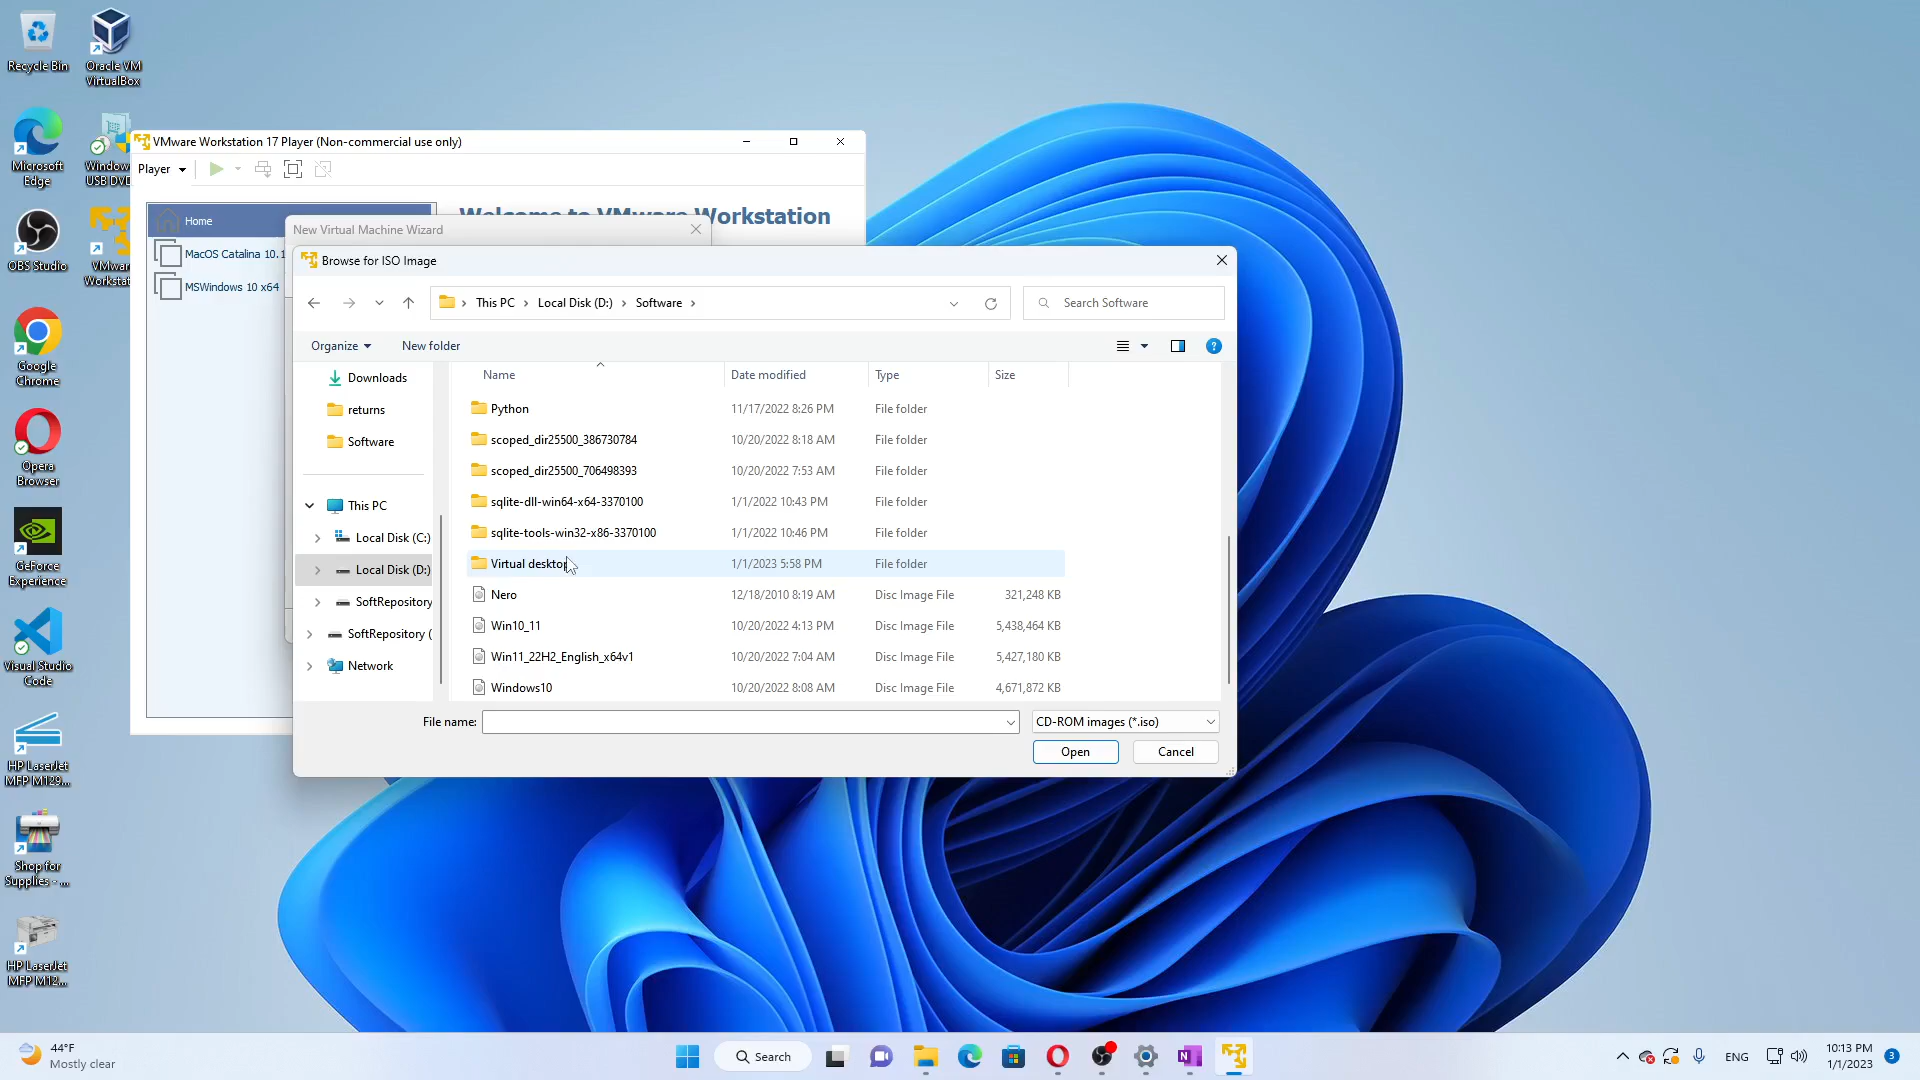 Recycle Bin
Oracle VM
VirtualBox
Microsoft
Edge
Windows
USB DVD
OBS Studio
VMware
Workstat
Google
Chrome
Opera
Browser
GeForce
Experience
Visual Studio
Code
HP LaserJet
MFP M129...
Shop for
Supplies - ...
HP LaserJet
MFP M12...
VMware Workstation 17 Player (Non-commercial use only)
Player
Home
MacOS Catalina 10.1
MSWindows 10 x64
Welcome to VMware Workstation
New Virtual Machine Wizard
Browse for ISO Image
This PC
Local Disk (D:)
Software
Search Software
Organize
New folder
?
Downloads
returns
Software
This PC
Local Disk (C:)
Local Disk (D:)
SoftRepository
SoftRepository (
Network
Name Date modified Type Size
Python 11/17/2022 8:26 PM File folder
scoped_dir25500_386730784 10/20/2022 8:18 AM File folder
scoped_dir25500_706498393 10/20/2022 7:53 AM File folder
sqlite-dll-win64-x64-3370100 1/1/2022 10:43 PM File folder
sqlite-tools-win32-x86-3370100 1/1/2022 10:46 PM File folder
Virtual desktop 1/1/2023 5:58 PM File folder
Nero 12/18/2010 8:19 AM Disc Image File 321,248 KB
Win10_11 10/20/2022 4:13 PM Disc Image File 5,438,464 KB
Win11_22H2_English_x64v1 10/20/2022 7:04 AM Disc Image File 5,427,180 KB
Windows10 10/20/2022 8:08 AM Disc Image File 4,671,872 KB
File name:
CD-ROM images (*.iso)
Open
Cancel
44°F
Mostly clear
Search
ENG
10:13 PM
1/1/2023
3